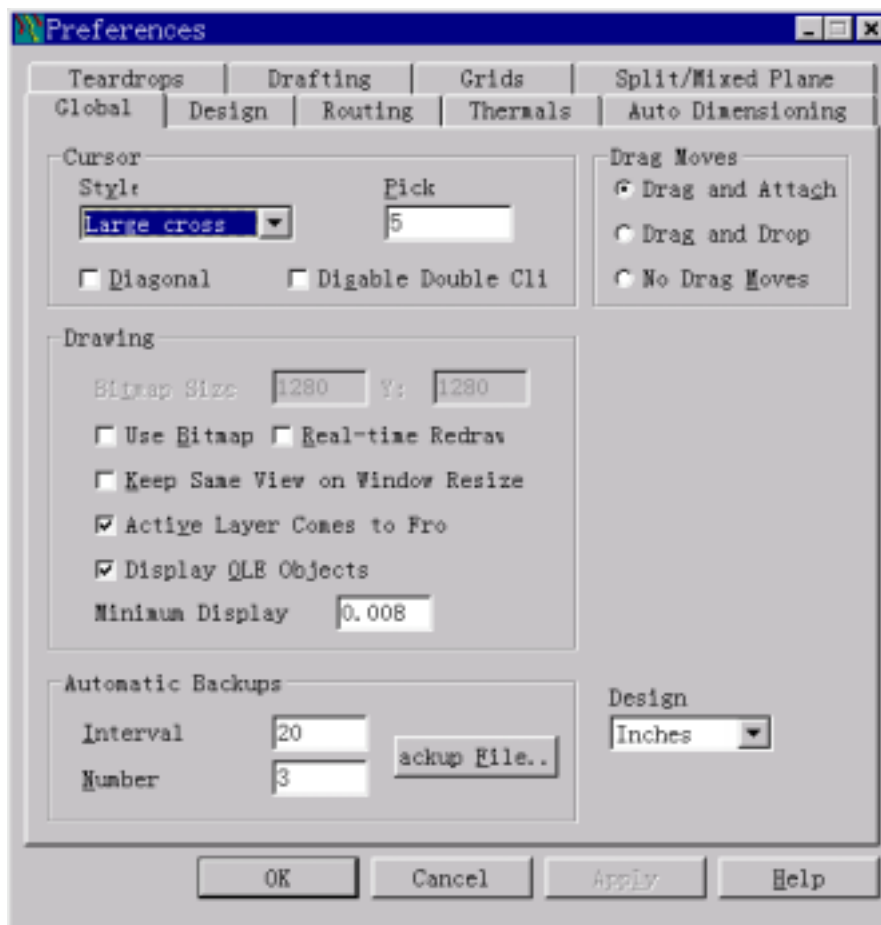 Preferences
Teardrops Drafting Grids Split/Mixed Plane
Global Design Routing Thermals Auto Dimensioning
Cursor
Style Pick
Large cross 5
Diagonal Disable Double Cli
Drag Moves
Drag and Attach
Drag and Drop
No Drag Moves
Drawing
Bitmap Size 1280 Y: 1280
Use Bitmap Real-time Redraw
Keep Same View on Window Resize
Active Layer Comes to Fro
Display OLE Objects
Minimum Display 0.008
Automatic Backups
Interval 20
Number 3
ackup File..
Design
Inches
OK Cancel Apply Help